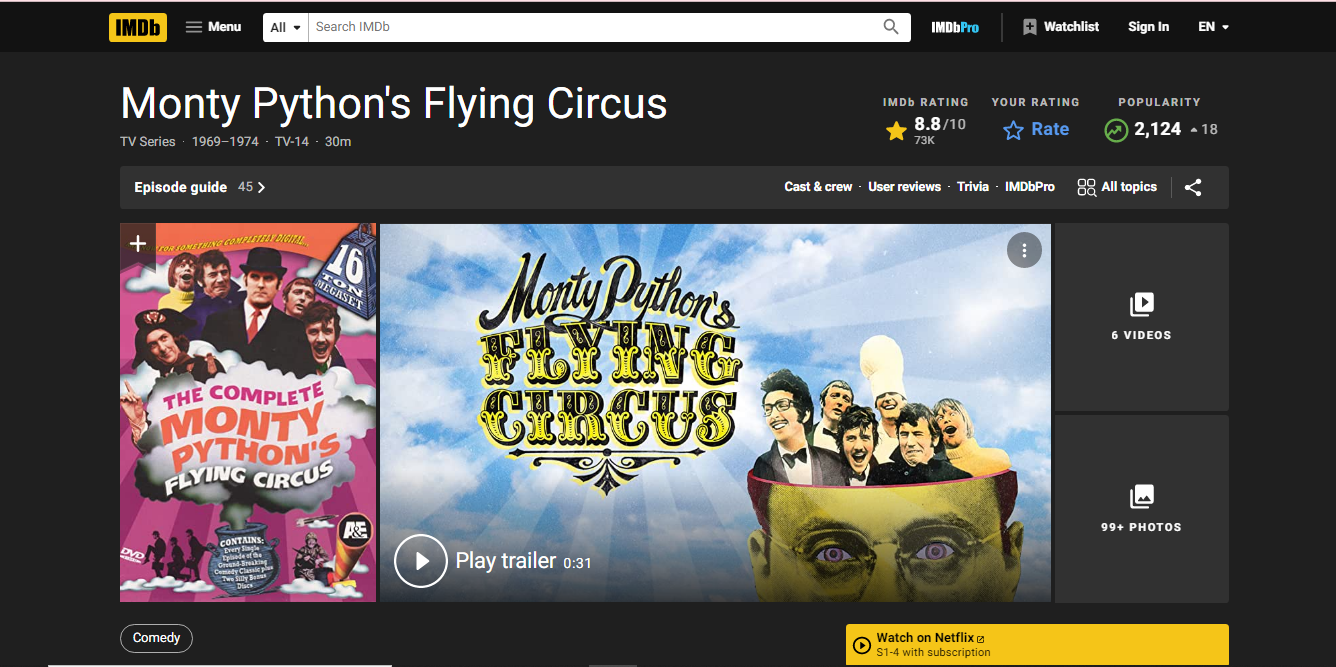 IMDb
Menu
All
Search IMDb
IMDbPro
Watchlist
Sign In
EN
Monty Python's Flying Circus
TV Series · 1969–1974 · TV-14 · 30m
IMDb RATING
8.8/10
73K
YOUR RATING
Rate
POPULARITY
2,124
18
Episode guide 45
Cast & crew · User reviews · Trivia · IMDbPro
All topics
FOR SOMETHING COMPLETELY DIGITAL...
16
TON
MEGASET
THE COMPLETE
MONTY
PYTHON'S
FLYING CIRCUS
DVD
CONTAINS:
Every Single
Episode of the
Ground-Breaking
Comedy Classic plus
Two Silly Bonus
Discs
A&E
Monty Python's
FLYING
CIRCUS
Play trailer 0:31
6 VIDEOS
99+ PHOTOS
Comedy
Watch on Netflix
S1-4 with subscription